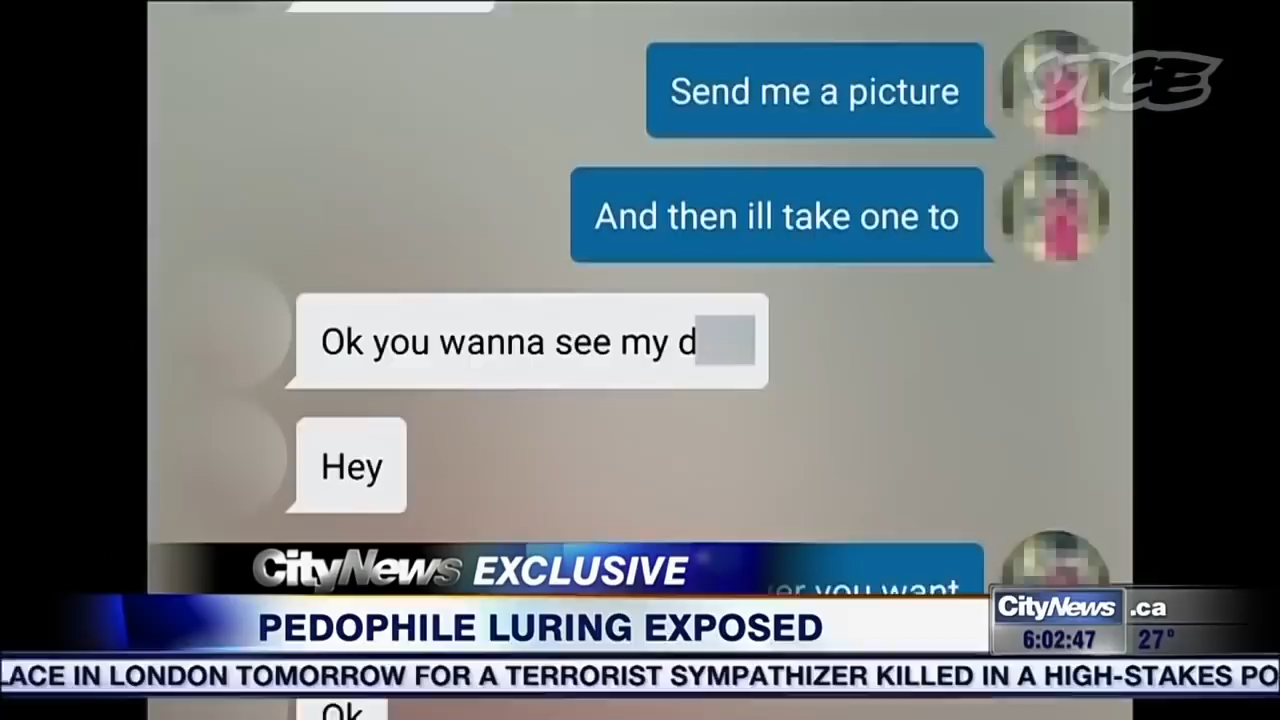 Send me a picture
VICE
And then ill take one to
Ok you wanna see my d
Hey
CityNews EXCLUSIVE
you want
PEDOPHILE LURING EXPOSED
CityNews .ca
6:02:47 27°
LACE IN LONDON TOMORROW FOR A TERRORIST SYMPATHIZER KILLED IN A HIGH-STAKES PO
Ok